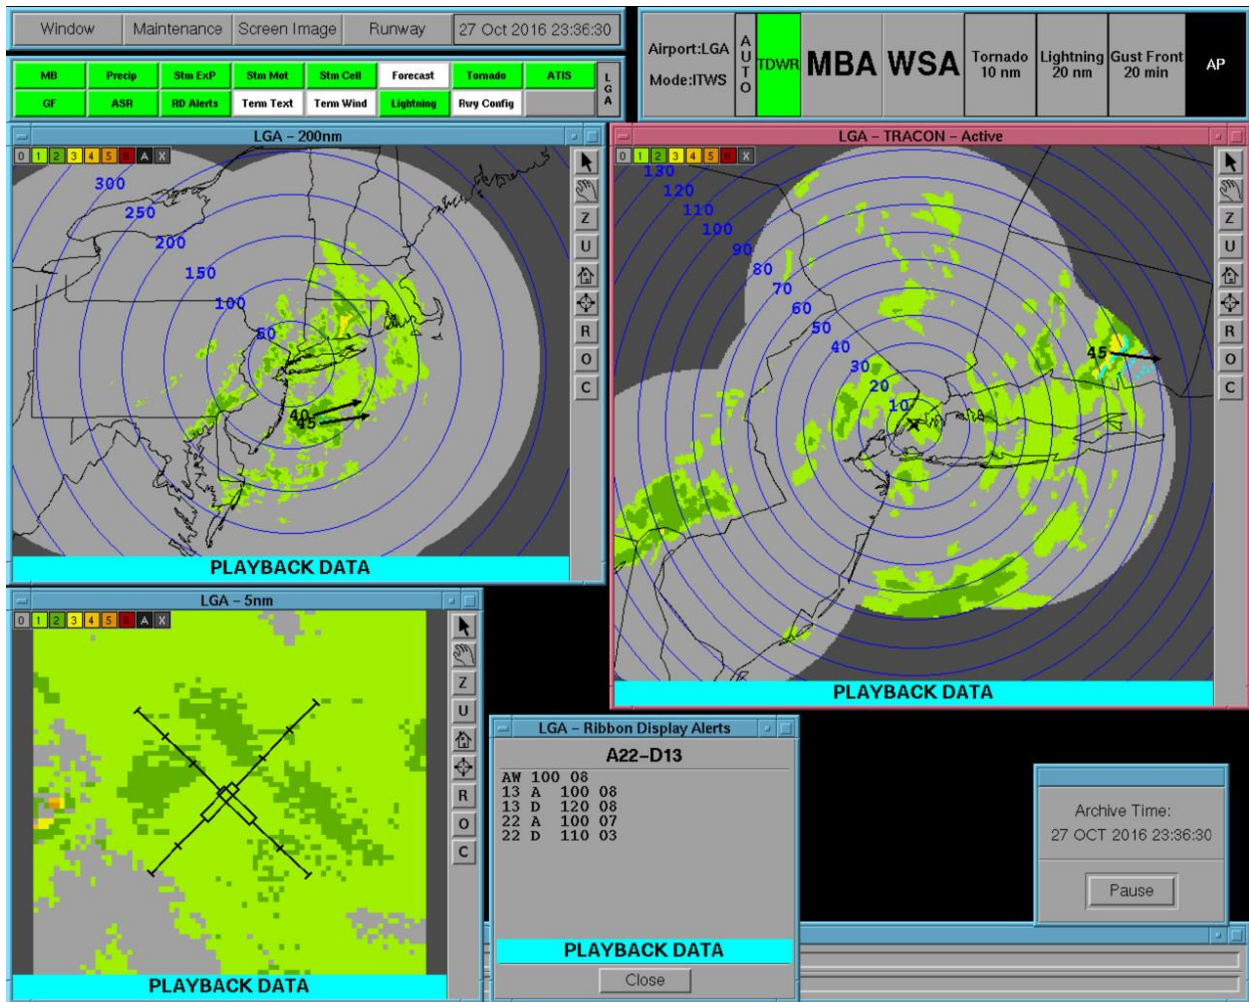 Window Maintenance Screen Image Runway 27 Oct 2016 23:36:30
MB Precip Stm ExP Stm Mot Stm Cell Forecast Tornado ATIS
GF ASR RD Alerts Term Text Term Wind Lightning Rwy Config
LGA
Airport:LGA
Mode:ITWS
AUTO
TDWR
MBA
WSA
Tornado
10 nm
Lightning
20 nm
Gust Front
20 min
AP
LGA – 200nm
0 1 2 3 4 5 6 A X
300
250
200
150
100
50
40
45
Z
U
R
O
C
PLAYBACK DATA
LGA – TRACON – Active
0 1 2 3 4 5 6 X
130
120
110
100
90
80
70
60
50
40
30
20
10
45
Z
U
R
O
C
PLAYBACK DATA
LGA – 5nm
0 1 2 3 4 5 6 A X
Z
U
R
O
C
PLAYBACK DATA
LGA – Ribbon Display Alerts
A22–D13
AW 100 08
13 A 100 08
13 D 120 08
22 A 100 07
22 D 110 03
PLAYBACK DATA
Close
Archive Time:
27 OCT 2016 23:36:30
Pause